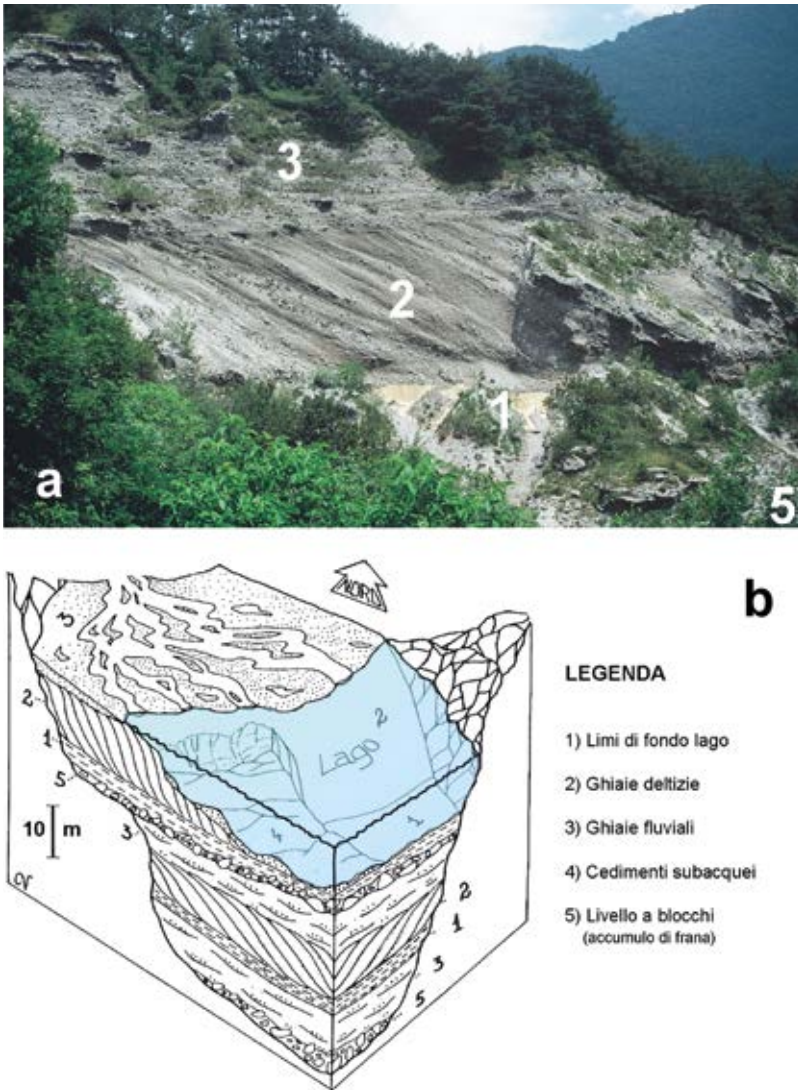 3
2
1
a
5
b
NORD
3
2
1
5
3
10 m
Lago 2
4
1
2
1
3
5
LEGENDA
1) Limi di fondo lago
2) Ghiaie deltizie
3) Ghiaie fluviali
4) Cedimenti subacquei
5) Livello a blocchi
(accumulo di frana)